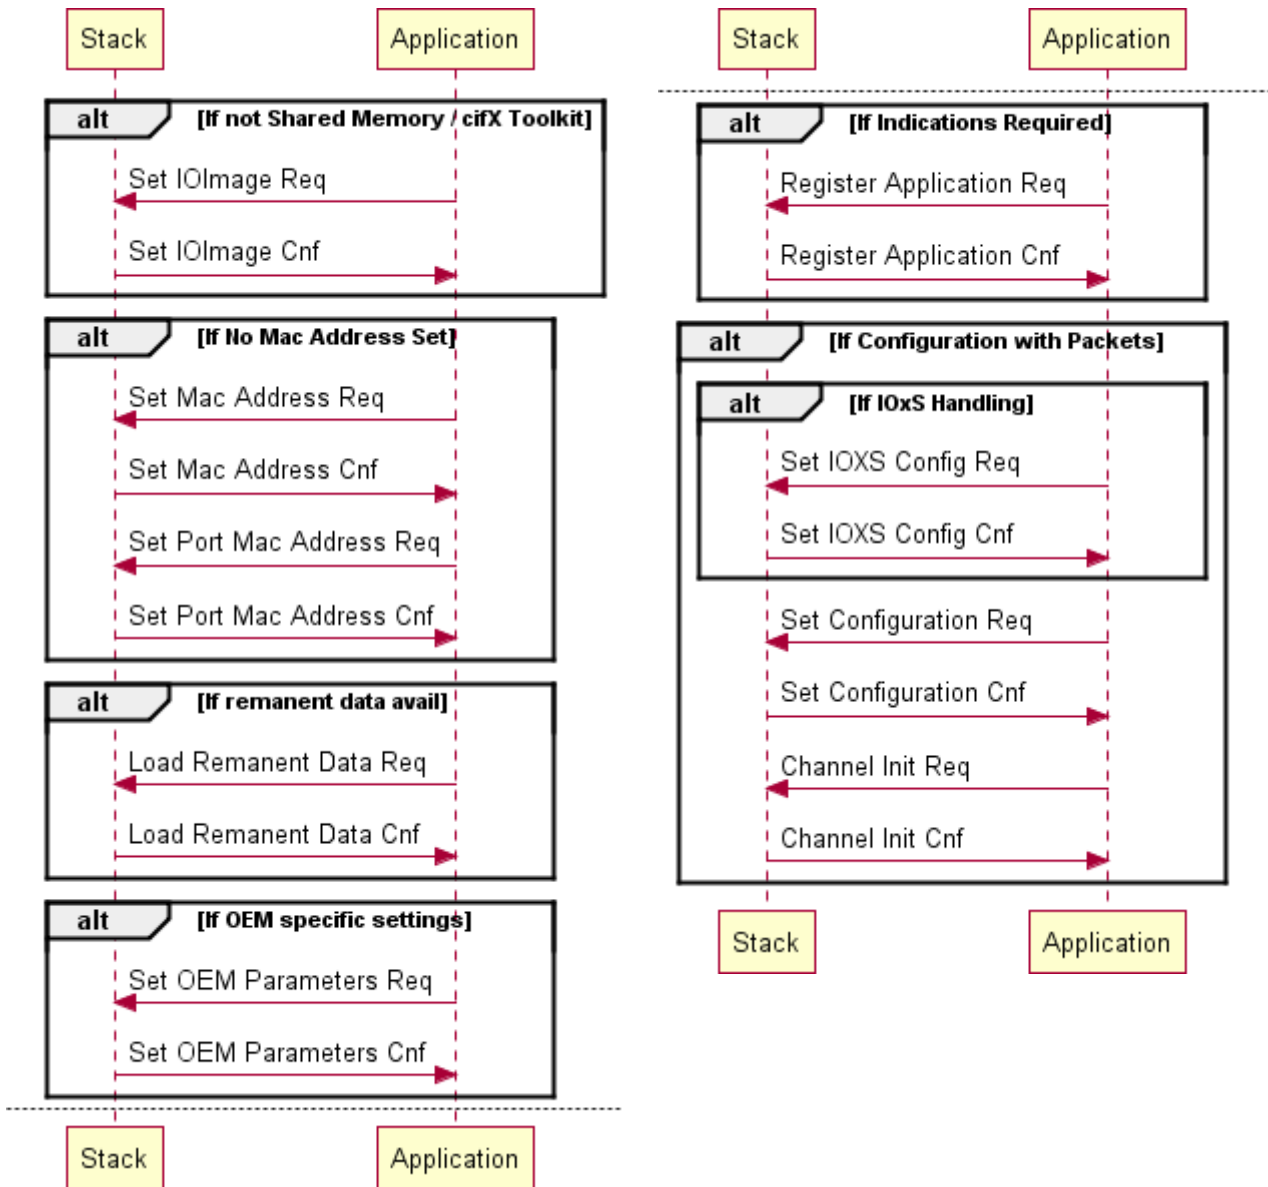 Stack
Application
alt
[If not Shared Memory / cifX Toolkit]
Set IOImage Req
Set IOImage Cnf
alt
[If No Mac Address Set]
Set Mac Address Req
Set Mac Address Cnf
Set Port Mac Address Req
Set Port Mac Address Cnf
alt
[If remanent data avail]
Load Remanent Data Req
Load Remanent Data Cnf
alt
[If OEM specific settings]
Set OEM Parameters Req
Set OEM Parameters Cnf
Stack
Application
Stack
Application
alt
[If Indications Required]
Register Application Req
Register Application Cnf
alt
[If Configuration with Packets]
alt
[If IOxS Handling]
Set IOXS Config Req
Set IOXS Config Cnf
Set Configuration Req
Set Configuration Cnf
Channel Init Req
Channel Init Cnf
Stack
Application